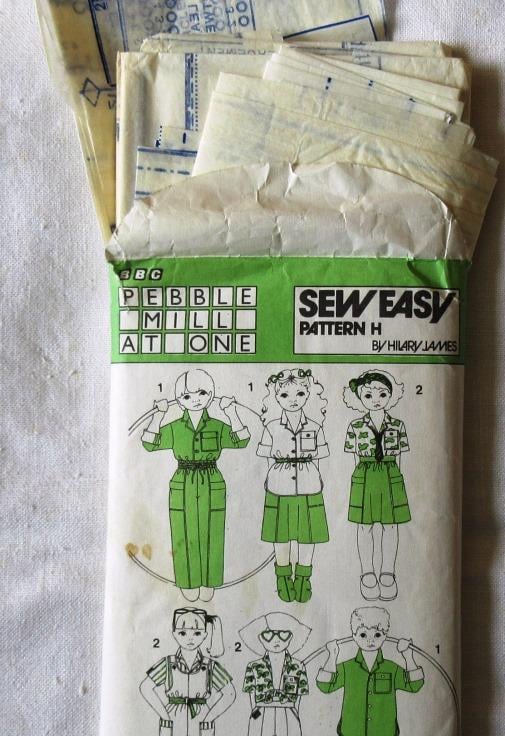 BBC
PEBBLE
MILL
AT ONE
SEW EASY
PATTERN H
BY HILARY JAMES
1
1
2
2
2
1